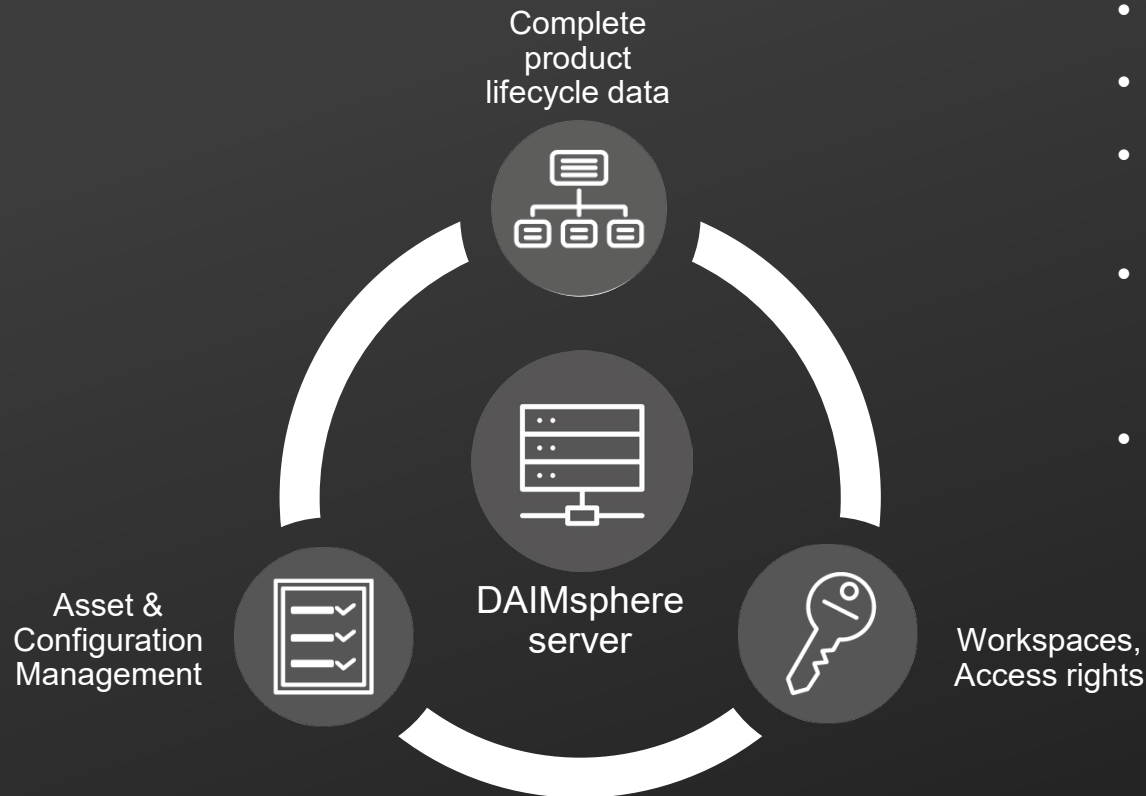 Complete
product
lifecycle data
DAIMsphere
server
Asset &
Configuration
Management
Workspaces,
Access rights